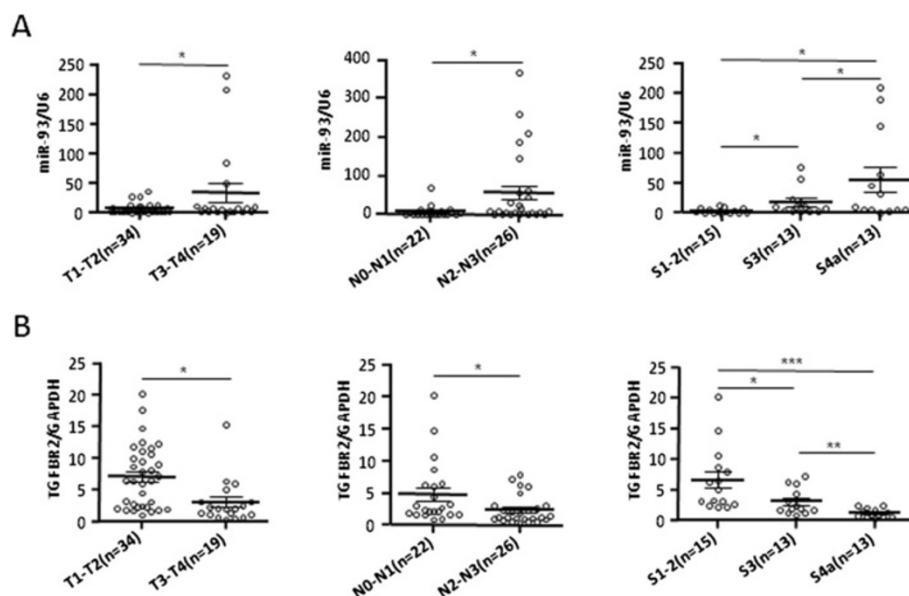 A
miR-93/U6
250
200
150
100
50
0
*
T1-T2(n=34)
T3-T4(n=19)
miR-93/U6
400
300
200
100
0
*
N0-N1(n=22)
N2-N3(n=26)
miR-93/U6
250
200
150
100
50
0
*
*
*
S1-2(n=15)
S3(n=13)
S4a(n=13)
B
TGFBR2/GAPDH
25
20
15
10
5
0
*
T1-T2(n=34)
T3-T4(n=19)
TGFBR2/GAPDH
25
20
15
10
5
0
*
N0-N1(n=22)
N2-N3(n=26)
TGFBR2/GAPDH
25
20
15
10
5
0
***
*
**
S1-2(n=15)
S3(n=13)
S4a(n=13)